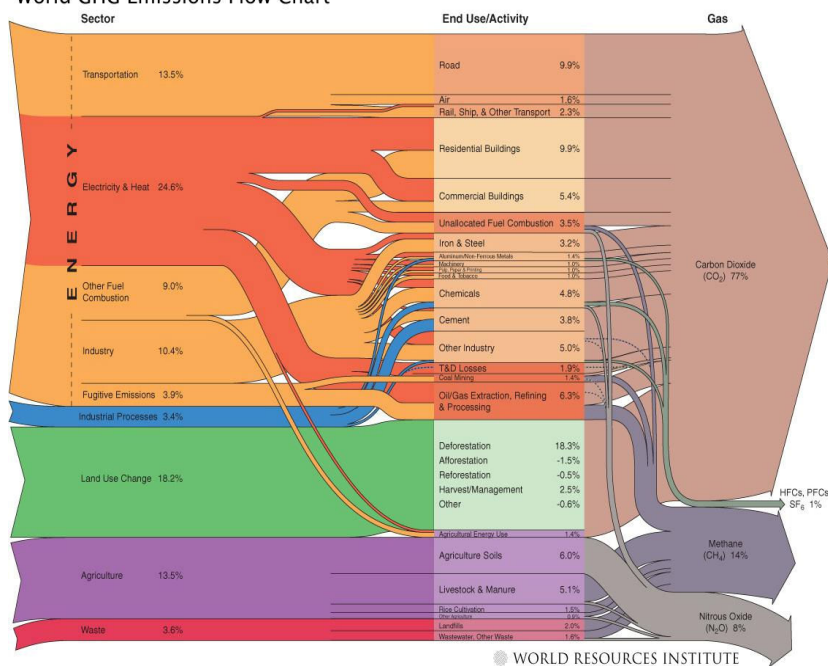 World GHG Emissions Flow Chart
Sector
End Use/Activity
Gas
ENERGY
Transportation 13.5%
Electricity & Heat 24.6%
Other Fuel
Combustion
9.0%
Industry 10.4%
Fugitive Emissions 3.9%
Industrial Processes 3.4%
Land Use Change 18.2%
Agriculture 13.5%
Waste 3.6%
Road 9.9%
Air 1.6%
Rail, Ship, & Other Transport 2.3%
Residential Buildings 9.9%
Commercial Buildings 5.4%
Unallocated Fuel Combustion 3.5%
Iron & Steel 3.2%
Aluminum/Non-Ferrous Metals 1.4%
Machinery 1.0%
Pulp, Paper & Printing 1.0%
Food & Tobacco 1.0%
Chemicals 4.8%
Cement 3.8%
Other Industry 5.0%
T&D Losses 1.9%
Coal Mining 1.4%
Oil/Gas Extraction, Refining
& Processing
6.3%
Deforestation 18.3%
Afforestation -1.5%
Reforestation -0.5%
Harvest/Management 2.5%
Other -0.6%
Agricultural Energy Use 1.4%
Agriculture Soils 6.0%
Livestock & Manure 5.1%
Rice Cultivation 1.5%
Other Agriculture 0.9%
Landfills 2.0%
Wastewater, Other Waste 1.6%
Carbon Dioxide
(CO₂) 77%
HFCs, PFCs,
SF₆ 1%
Methane
(CH₄) 14%
Nitrous Oxide
(N₂O) 8%
WORLD RESOURCES INSTITUTE